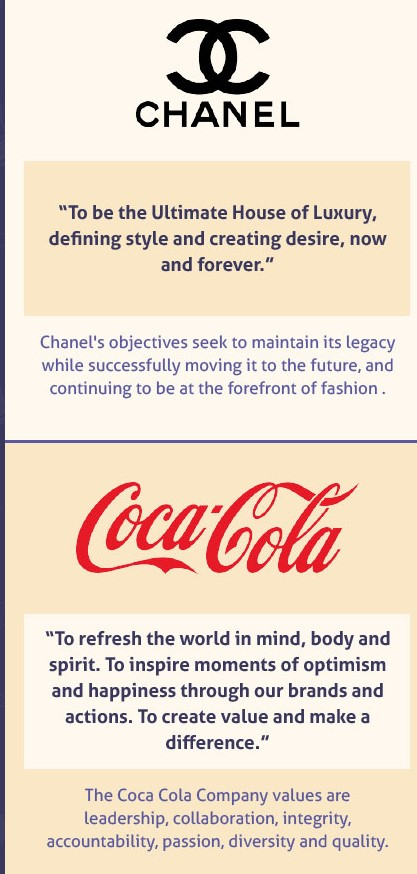 CHANEL
“To be the Ultimate House of Luxury,
defining style and creating desire, now
and forever.”
Chanel's objectives seek to maintain its legacy
while successfully moving it to the future, and
continuing to be at the forefront of fashion .
Coca-Cola
“To refresh the world in mind, body and
spirit. To inspire moments of optimism
and happiness through our brands and
actions. To create value and make a
difference.”
The Coca Cola Company values are
leadership, collaboration, integrity,
accountability, passion, diversity and quality.